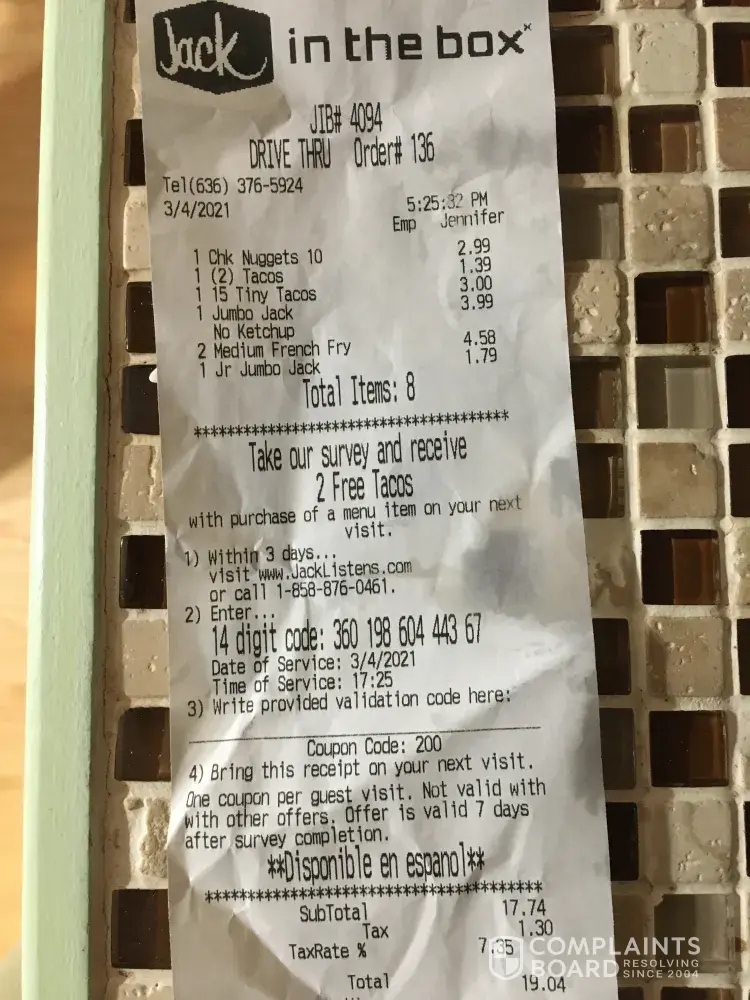 Jack in the box
JIB# 4094
DRIVE THRU Order# 136
Tel(636) 376-5924
3/4/2021 5:25:32 PM
Emp Jennifer
1 Chk Nuggets 10 2.99
1 (2) Tacos 1.39
1 15 Tiny Tacos 3.00
1 Jumbo Jack 3.99
No Ketchup
2 Medium French Fry 4.58
1 Jr Jumbo Jack 1.79
Total Items: 8
****************************************
Take our survey and receive
2 Free Tacos
with purchase of a menu item on your next
visit.
1) Within 3 days...
visit www.JackListens.com
or call 1-858-876-0461.
2) Enter...
14 digit code: 360 198 604 443 67
Date of Service: 3/4/2021
Time of Service: 17:25
3) Write provided validation code here:
Coupon Code: 200
4) Bring this receipt on your next visit.
One coupon per guest visit. Not valid with
with other offers. Offer is valid 7 days
after survey completion.
**Disponible en espanol**
****************************************
SubTotal 17.74
Tax 1.30
TaxRate % 7.35
Total 19.04
COMPLAINTS
BOARD RESOLVING
SINCE 2004